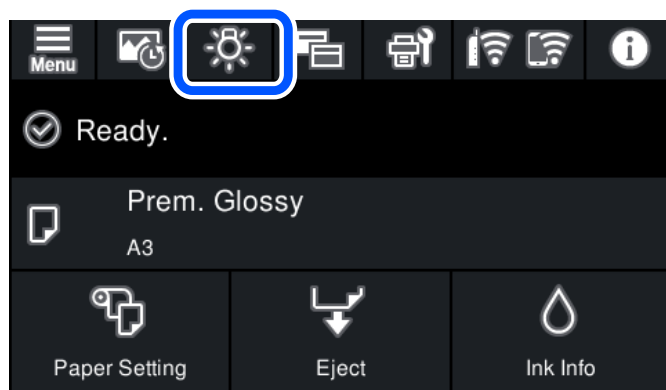 Menu
Ready.
Prem. Glossy
A3
Paper Setting
Eject
Ink Info